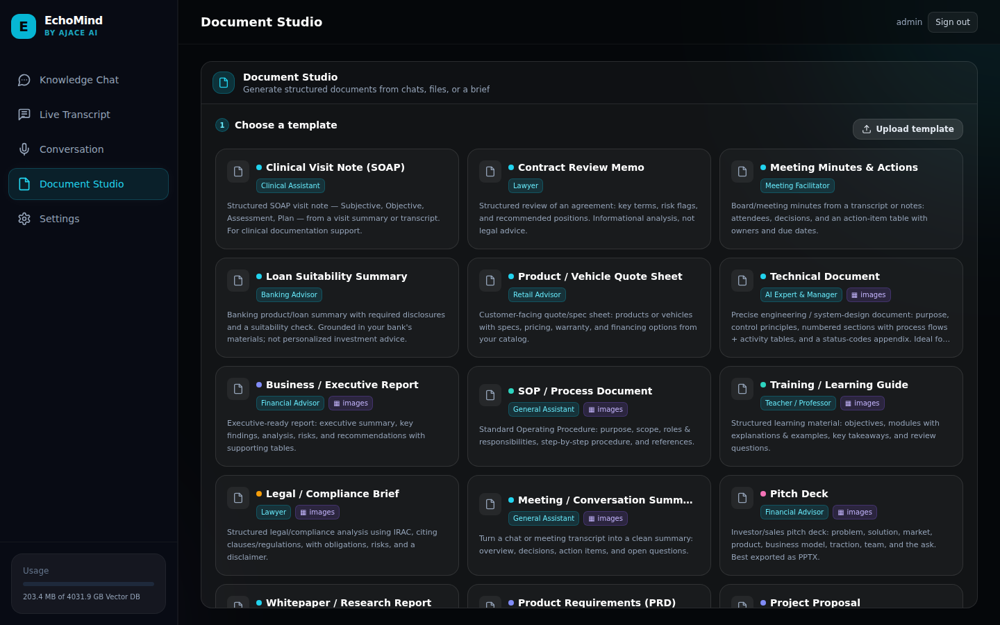 E
EchoMind
BY AJACE AI
Knowledge Chat
Live Transcript
Conversation
Document Studio
Settings
Usage
203.4 MB of 4031.9 GB Vector DB
Document Studio
admin
Sign out
Document Studio
Generate structured documents from chats, files, or a brief
1 Choose a template
Upload template
Clinical Visit Note (SOAP)
Clinical Assistant
Structured SOAP visit note — Subjective, Objective,
Assessment, Plan — from a visit summary or transcript.
For clinical documentation support.
Contract Review Memo
Lawyer
Structured review of an agreement: key terms, risk flags,
and recommended positions. Informational analysis, not
legal advice.
Meeting Minutes & Actions
Meeting Facilitator
Board/meeting minutes from a transcript or notes:
attendees, decisions, and an action-item table with
owners and due dates.
Loan Suitability Summary
Banking Advisor
Banking product/loan summary with required disclosures
and a suitability check. Grounded in your bank's
materials; not personalized investment advice.
Product / Vehicle Quote Sheet
Retail Advisor
Customer-facing quote/spec sheet: products or vehicles
with specs, pricing, warranty, and financing options from
your catalog.
Technical Document
AI Expert & Manager images
Precise engineering / system-design document: purpose,
control principles, numbered sections with process flows
+ activity tables, and a status-codes appendix. Ideal fo…
Business / Executive Report
Financial Advisor images
Executive-ready report: executive summary, key
findings, analysis, risks, and recommendations with
supporting tables.
SOP / Process Document
General Assistant images
Standard Operating Procedure: purpose, scope, roles &
responsibilities, step-by-step procedure, and references.
Training / Learning Guide
Teacher / Professor images
Structured learning material: objectives, modules with
explanations & examples, key takeaways, and review
questions.
Legal / Compliance Brief
Lawyer images
Structured legal/compliance analysis using IRAC, citing
clauses/regulations, with obligations, risks, and a
disclaimer.
Meeting / Conversation Summ…
General Assistant images
Turn a chat or meeting transcript into a clean summary:
overview, decisions, action items, and open questions.
Pitch Deck
Financial Advisor images
Investor/sales pitch deck: problem, solution, market,
product, business model, traction, team, and the ask.
Best exported as PPTX.
Whitepaper / Research Report
Product Requirements (PRD)
Project Proposal